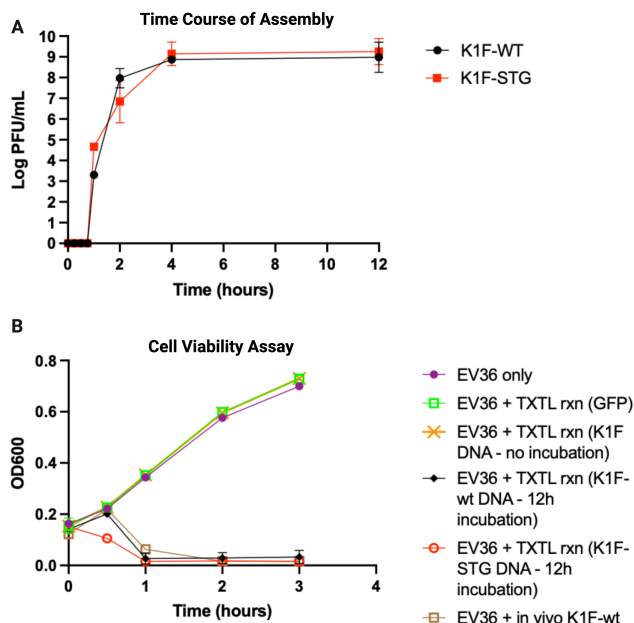 A
Time Course of Assembly
10
9
8
7
6
5
4
3
2
1
0
Log PFU/mL
0 2 4 6 8 10 12
Time (hours)
K1F-WT
K1F-STG
B
Cell Viability Assay
0.8
0.6
0.4
0.2
0.0
OD600
0 1 2 3 4
Time (hours)
EV36 only
EV36 + TXTL rxn (GFP)
EV36 + TXTL rxn (K1F
DNA - no incubation)
EV36 + TXTL rxn (K1F-
wt DNA - 12h
incubation)
EV36 + TXTL rxn (K1F-
STG DNA - 12h
incubation)
EV36 + in vivo K1F-wt